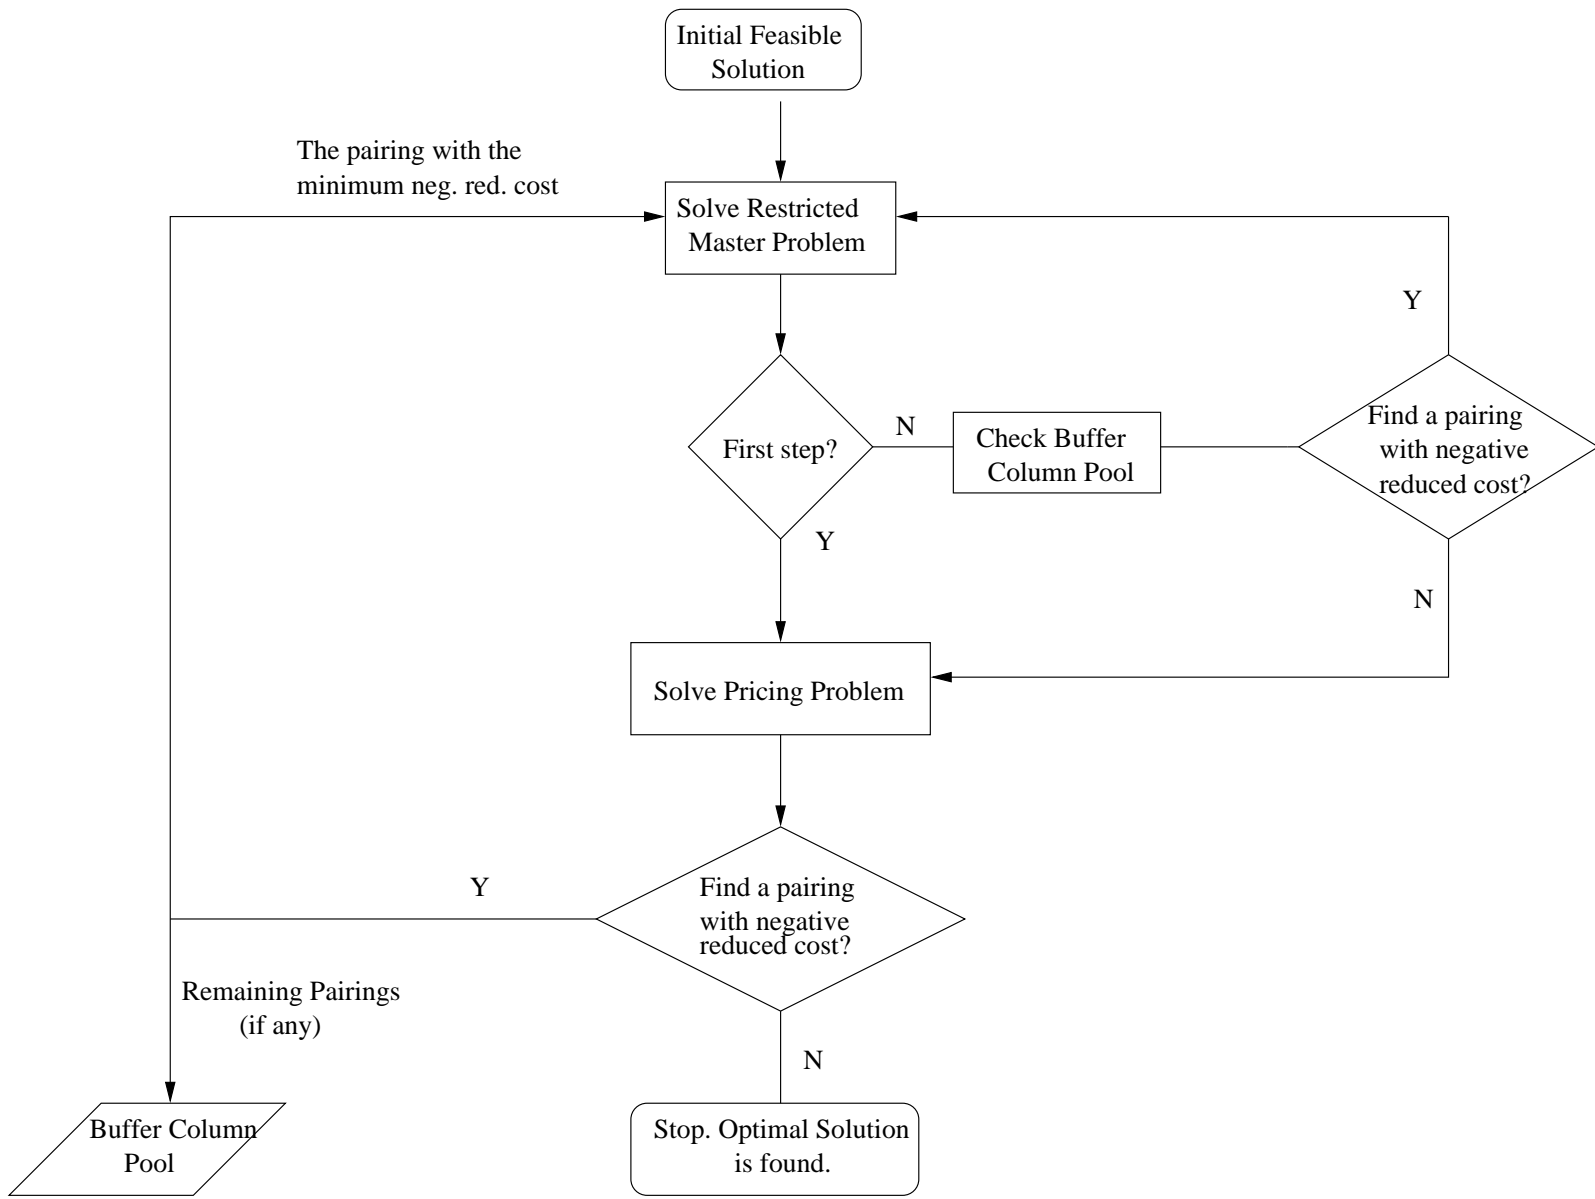 Initial Feasible
Solution
The pairing with the
minimum neg. red. cost
Solve Restricted
Master Problem
Y
First step?
N
Check Buffer
Column Pool
Find a pairing
with negative
reduced cost?
Y
N
Solve Pricing Problem
Y
Find a pairing
with negative
reduced cost?
Remaining Pairings
(if any)
N
Buffer Column
Pool
Stop. Optimal Solution
is found.